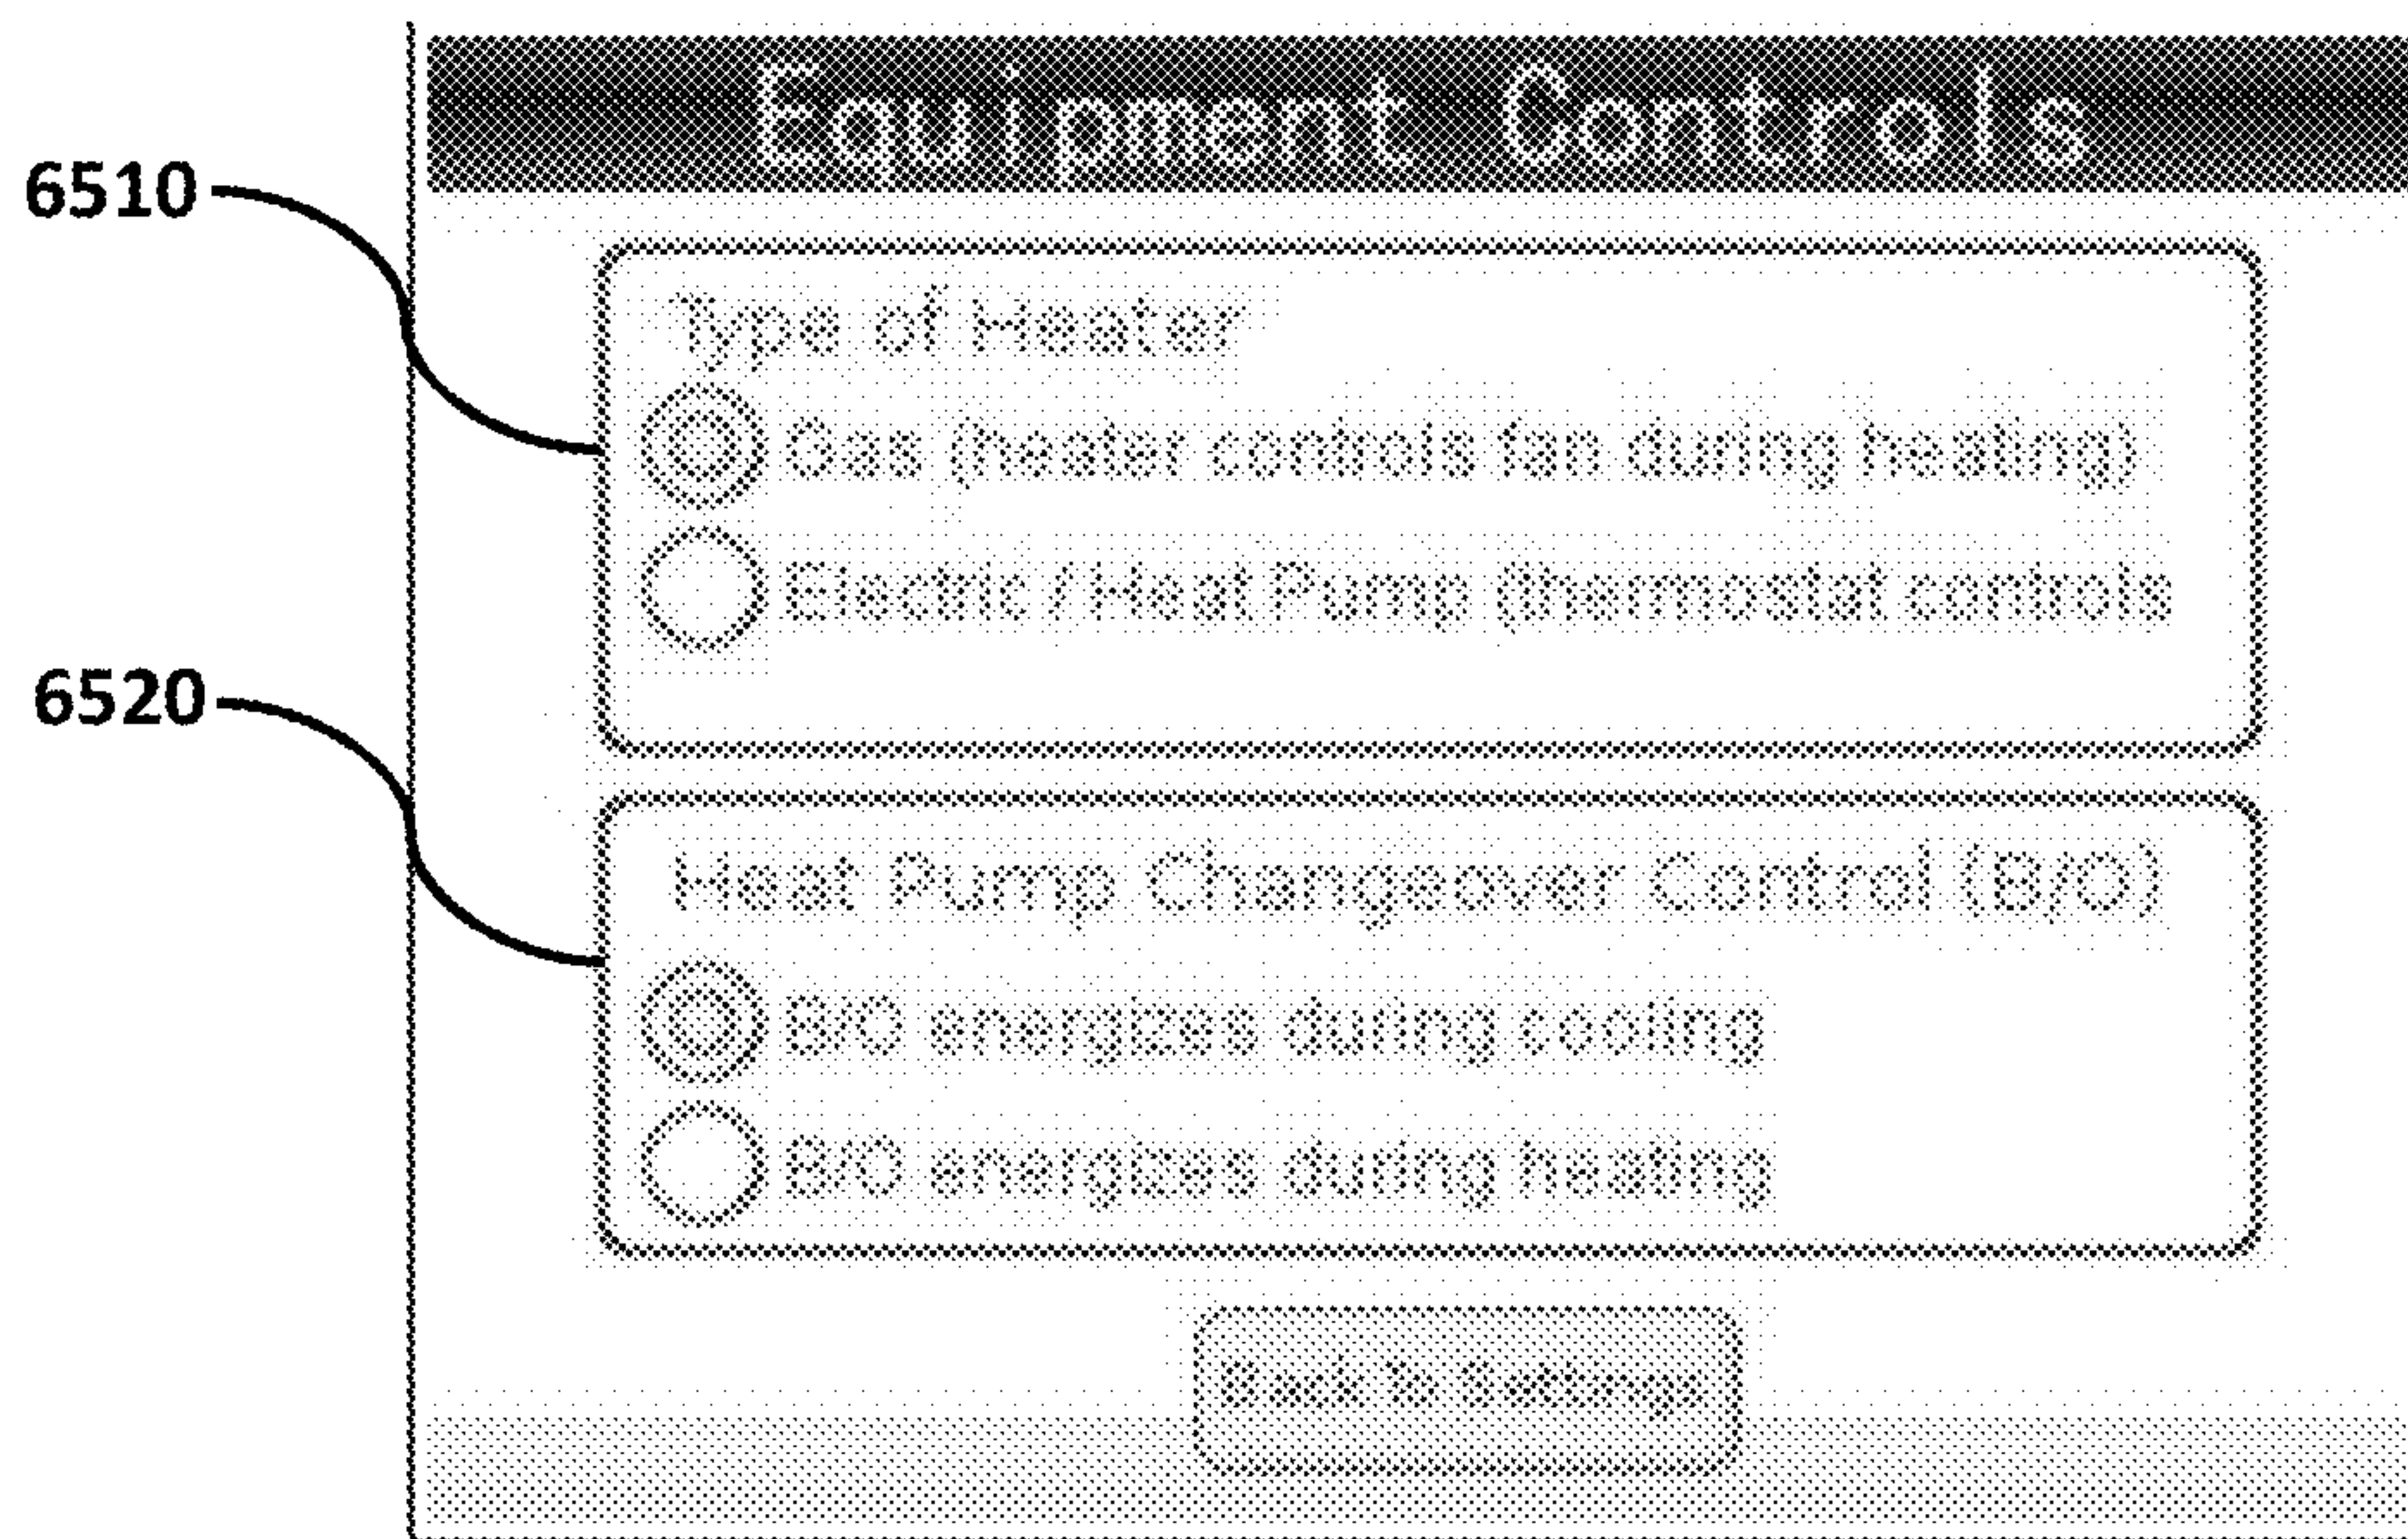 Equipment Controls
6510
Type of Heater
Gas (heater controls fan during heating)
Electric / Heat Pump (thermostat controls
6520
Heat Pump Changeover Control (B/O)
B/O energizes during cooling
B/O energizes during heating
Back to Settings